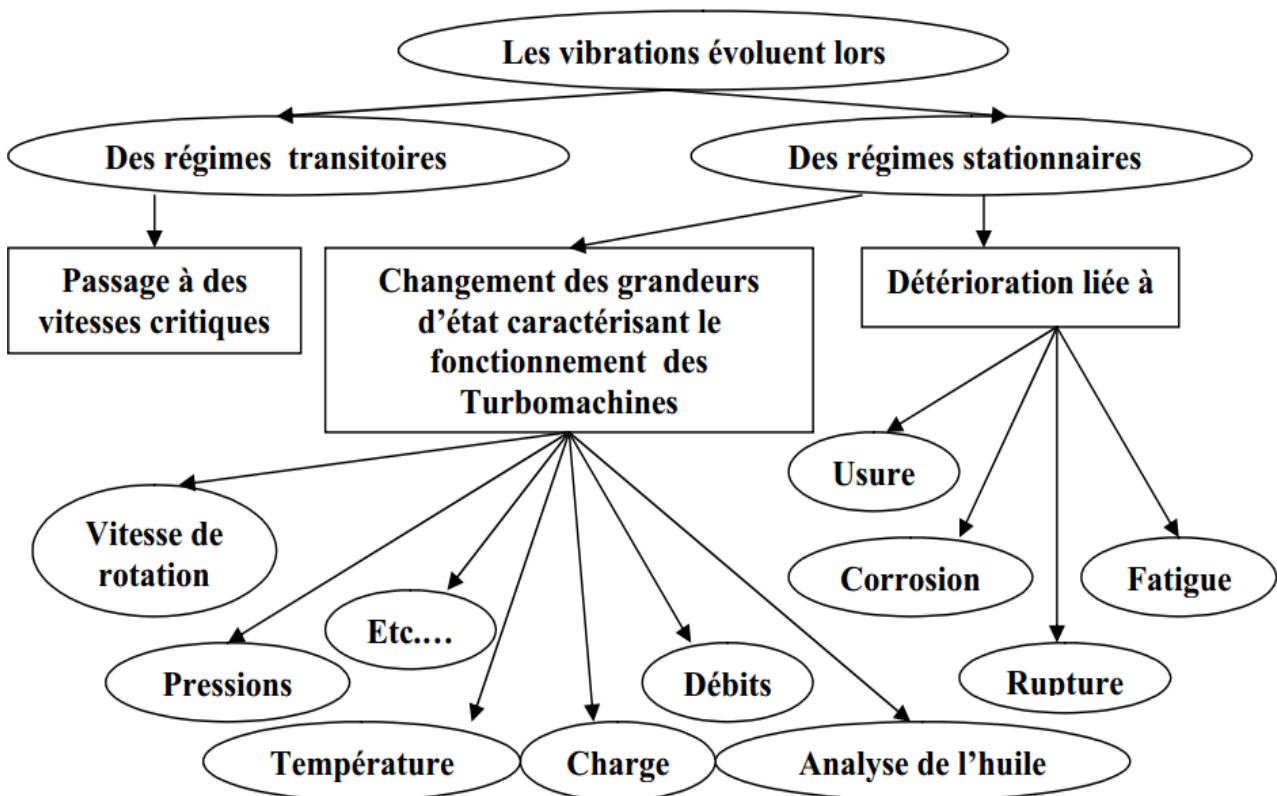 Les vibrations évoluent lors
Des régimes transitoires
Des régimes stationnaires
Passage à des
vitesses critiques
Changement des grandeurs
d’état caractérisant le
fonctionnement des
Turbomachines
Détérioration liée à
Usure
Vitesse de
rotation
Corrosion
Fatigue
Etc.…
Pressions
Débits
Rupture
Température
Charge
Analyse de l’huile